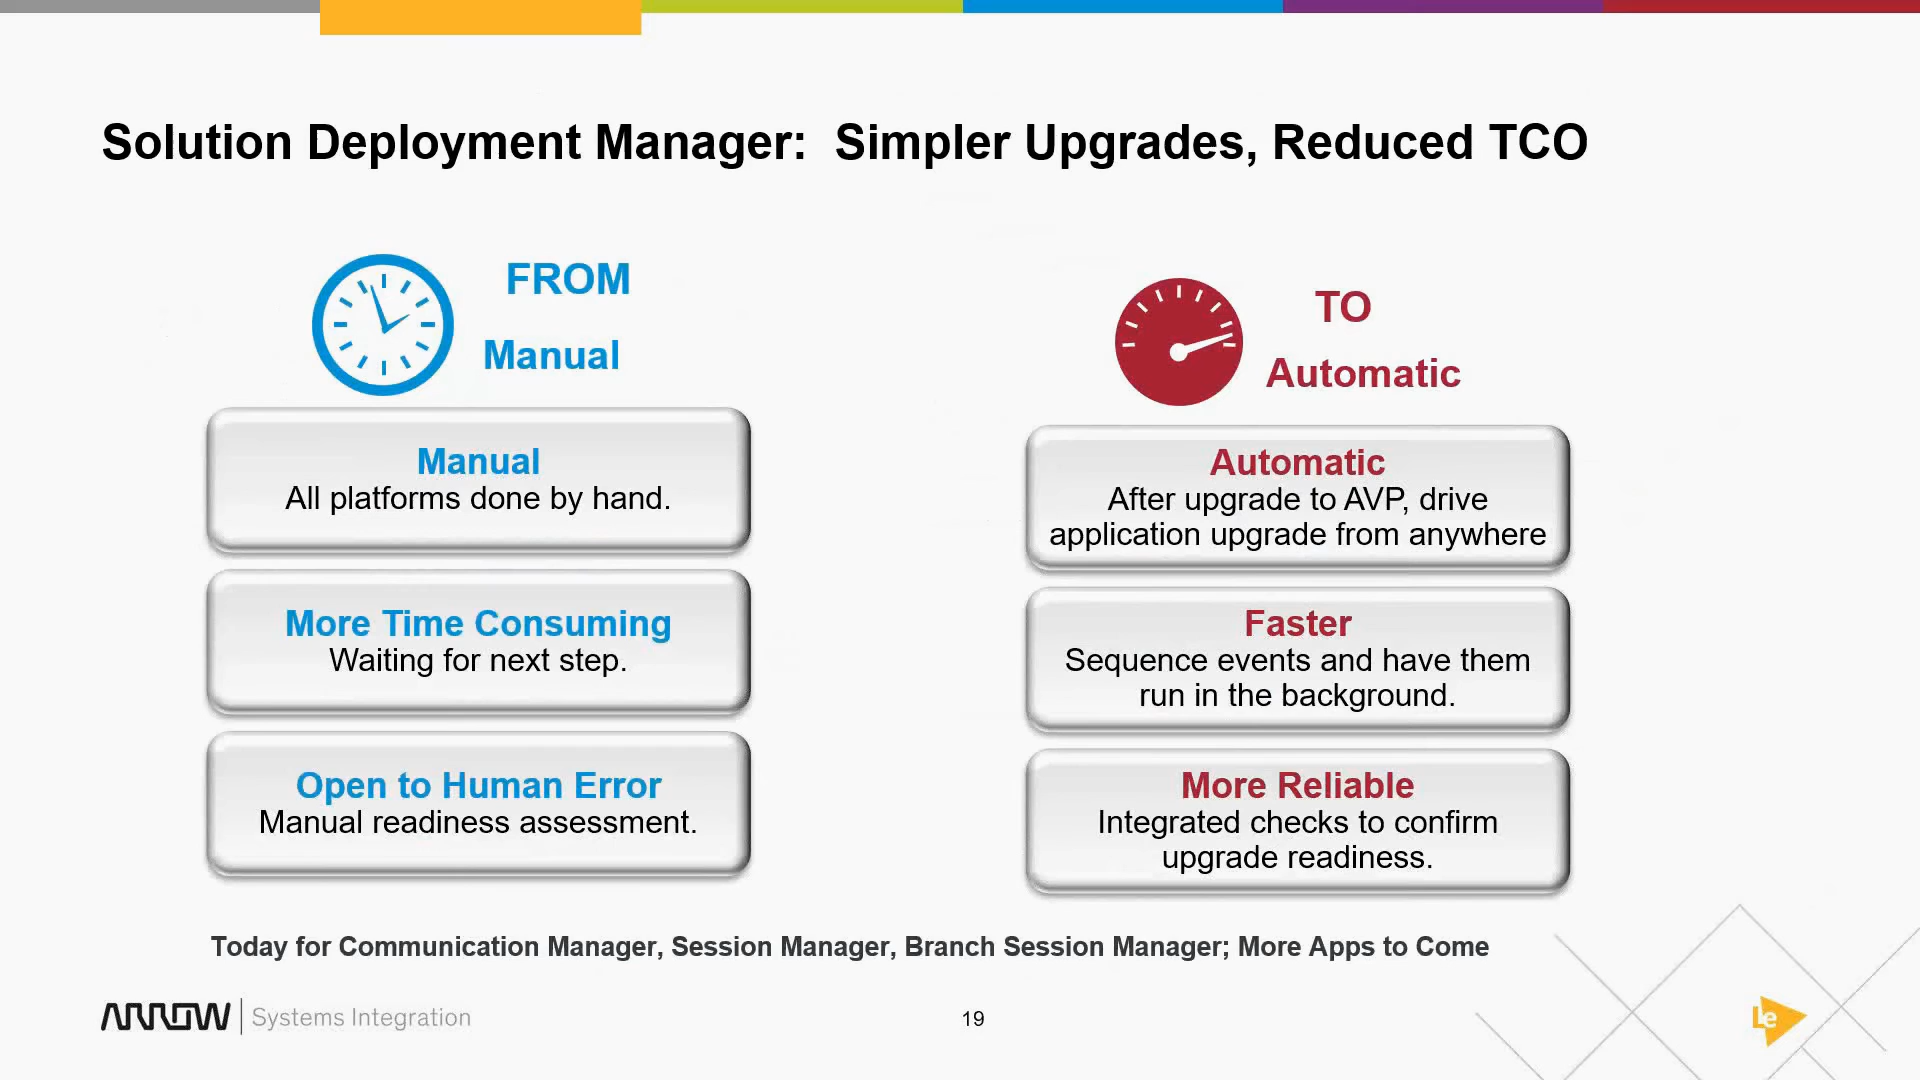 Solution Deployment Manager:  Simpler Upgrades, Reduced TCO
FROM
Manual
Manual
All platforms done by hand.
More Time Consuming
Waiting for next step.
Open to Human Error
Manual readiness assessment.
TO
Automatic
Automatic
After upgrade to AVP, drive
application upgrade from anywhere
Faster
Sequence events and have them
run in the background.
More Reliable
Integrated checks to confirm
upgrade readiness.
Today for Communication Manager, Session Manager, Branch Session Manager; More Apps to Come
ARROW Systems Integration
19
Le